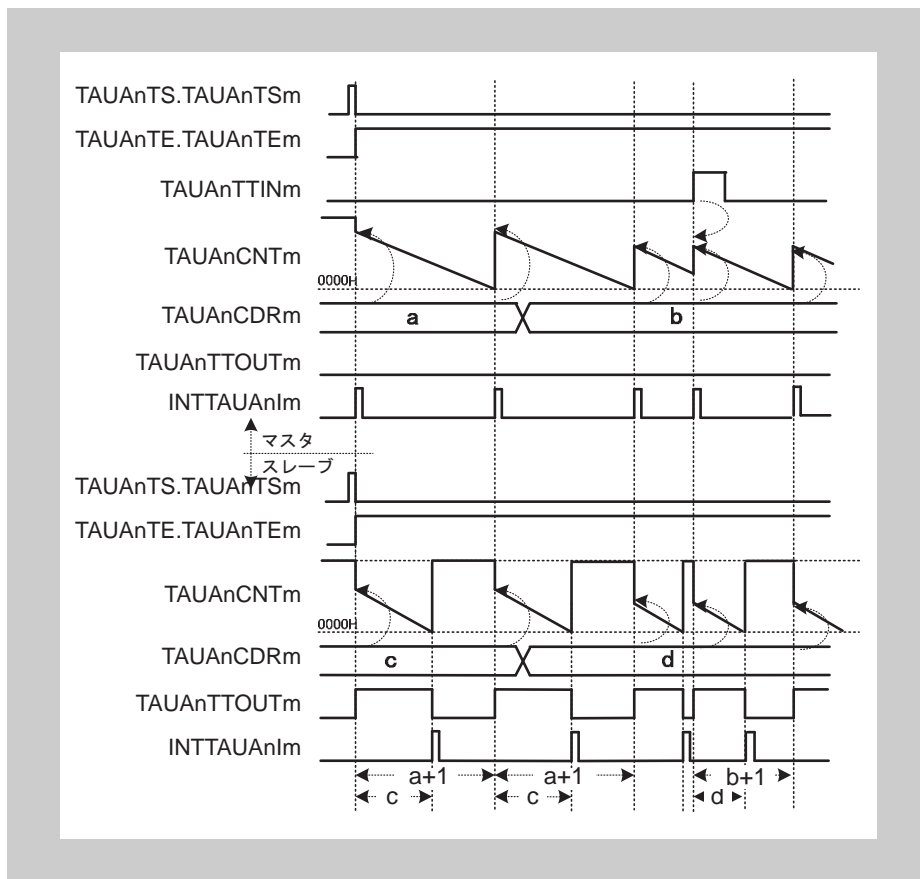 TAUAnTS.TAUAnTSm
TAUAnTE.TAUAnTEm
TAUAnTTINm
TAUAnCNTm
0000H
TAUAnCDRm
a
b
TAUAnTTOUTm
INTTAUAnIm
マスタ
スレーブ
TAUAnTS.TAUAnTSm
TAUAnTE.TAUAnTEm
TAUAnCNTm
0000H
TAUAnCDRm
c
d
TAUAnTTOUTm
INTTAUAnIm
a+1
a+1
b+1
c
c
d